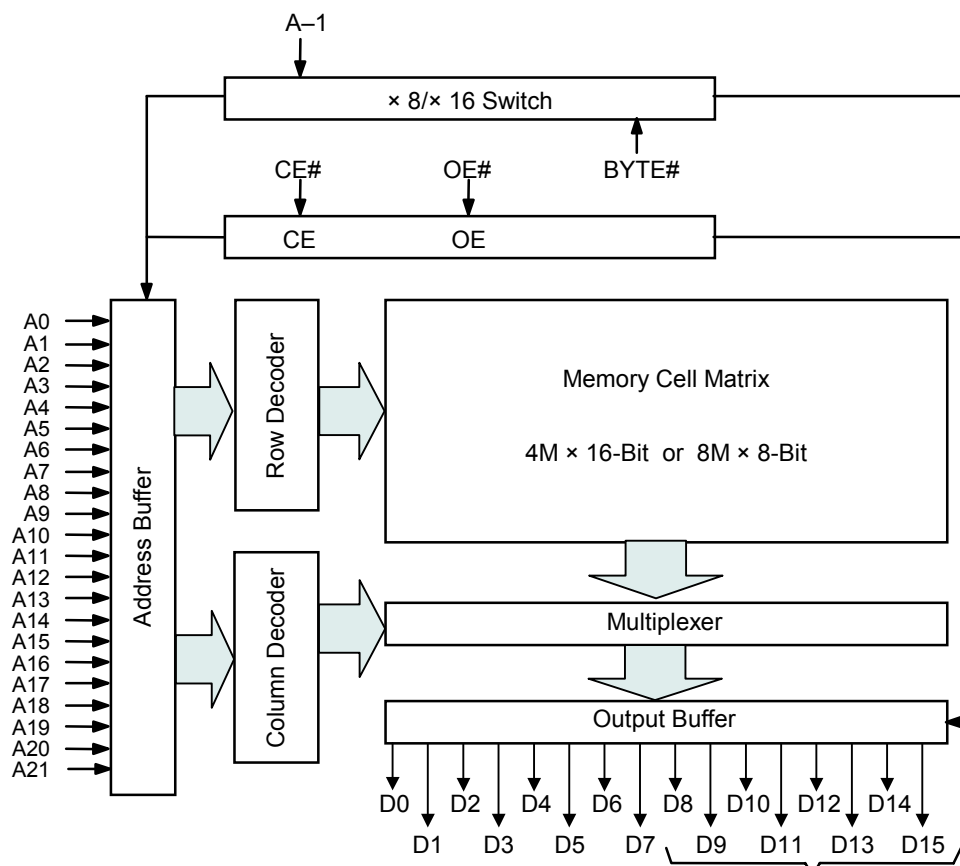 A–1
× 8/× 16 Switch
CE#
OE#
BYTE#
CE
OE
A0
A1
A2
A3
A4
A5
A6
A7
A8
A9
A10
A11
A12
A13
A14
A15
A16
A17
A18
A19
A20
A21
Address Buffer
Row Decoder
Memory Cell Matrix
4M × 16-Bit or 8M × 8-Bit
Column Decoder
Multiplexer
Output Buffer
D0 D2 D4 D6 D8 D10 D12 D14
D1 D3 D5 D7 D9 D11 D13 D15